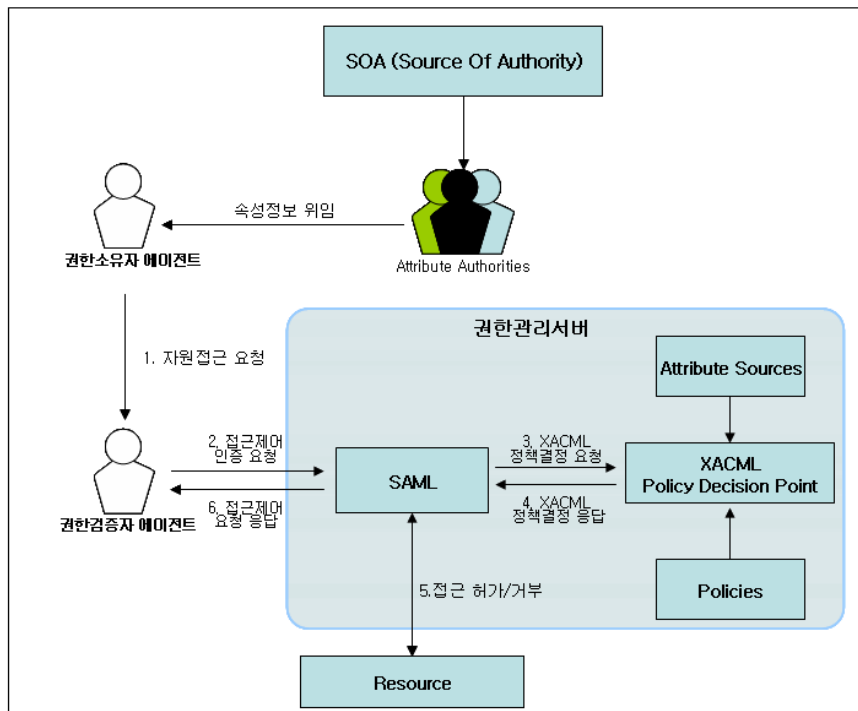 SOA (Source Of Authority)
속성정보 위임
권한소유자 에이전트
Attribute Authorities
권한관리서버
1. 자원접근 요청
Attribute Sources
2. 접근제어
인증 요청
3. XACML
정책결정 요청
SAML
XACML
Policy Decision Point
6. 접근제어
요청 응답
4. XACML
정책결정 응답
권한검증자 에이전트
5.접근 허가/거부
Policies
Resource